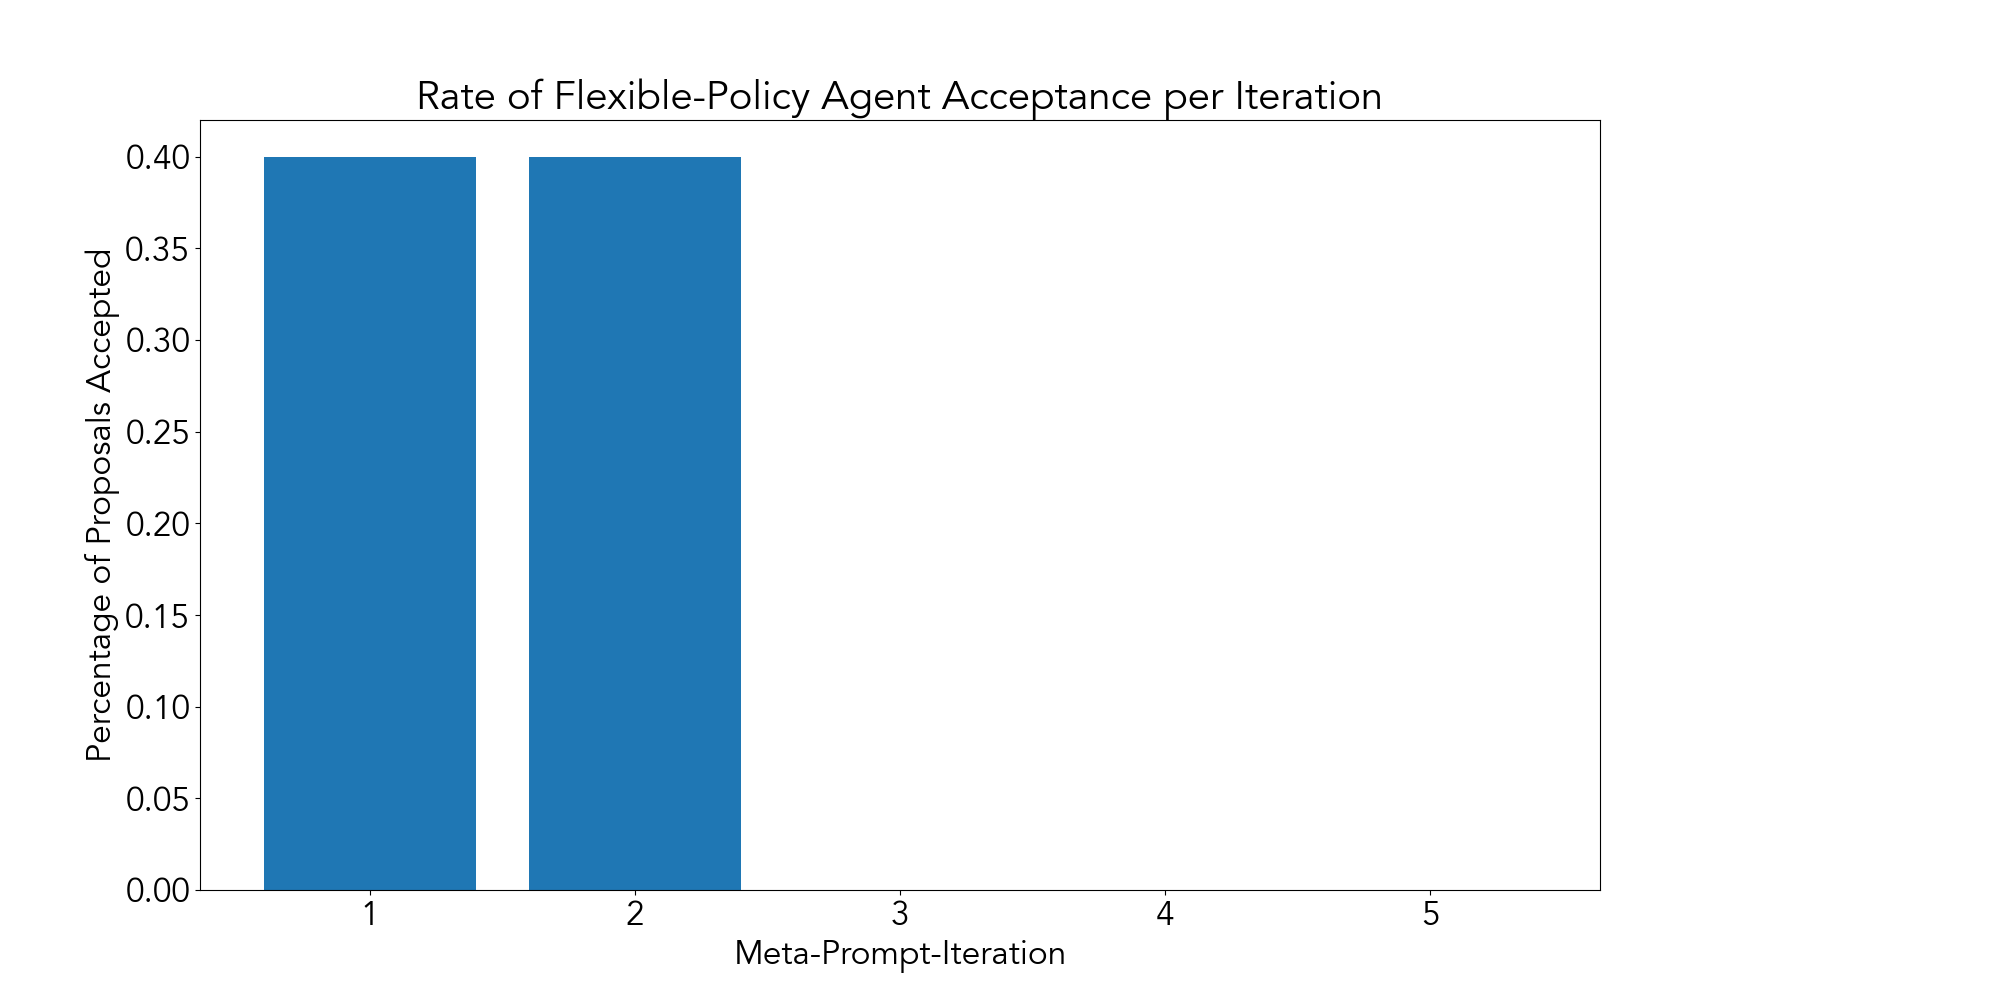 Rate of Flexible-Policy Agent Acceptance per Iteration
Percentage of Proposals Accepted
0.40
0.35
0.30
0.25
0.20
0.15
0.10
0.05
0.00
1 2 3 4 5
Meta-Prompt-Iteration